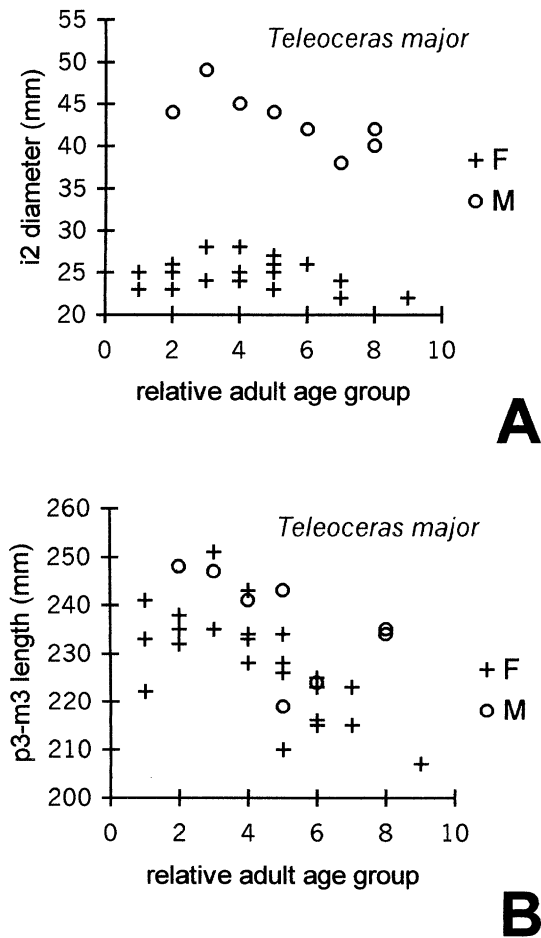 Teleoceras major
55
50
45
40
35
30
25
20
i2 diameter (mm)
+ F
o M
0 2 4 6 8 10
relative adult age group
A
Teleoceras major
260
250
240
230
220
210
200
p3-m3 length (mm)
+ F
o M
0 2 4 6 8 10
relative adult age group
B